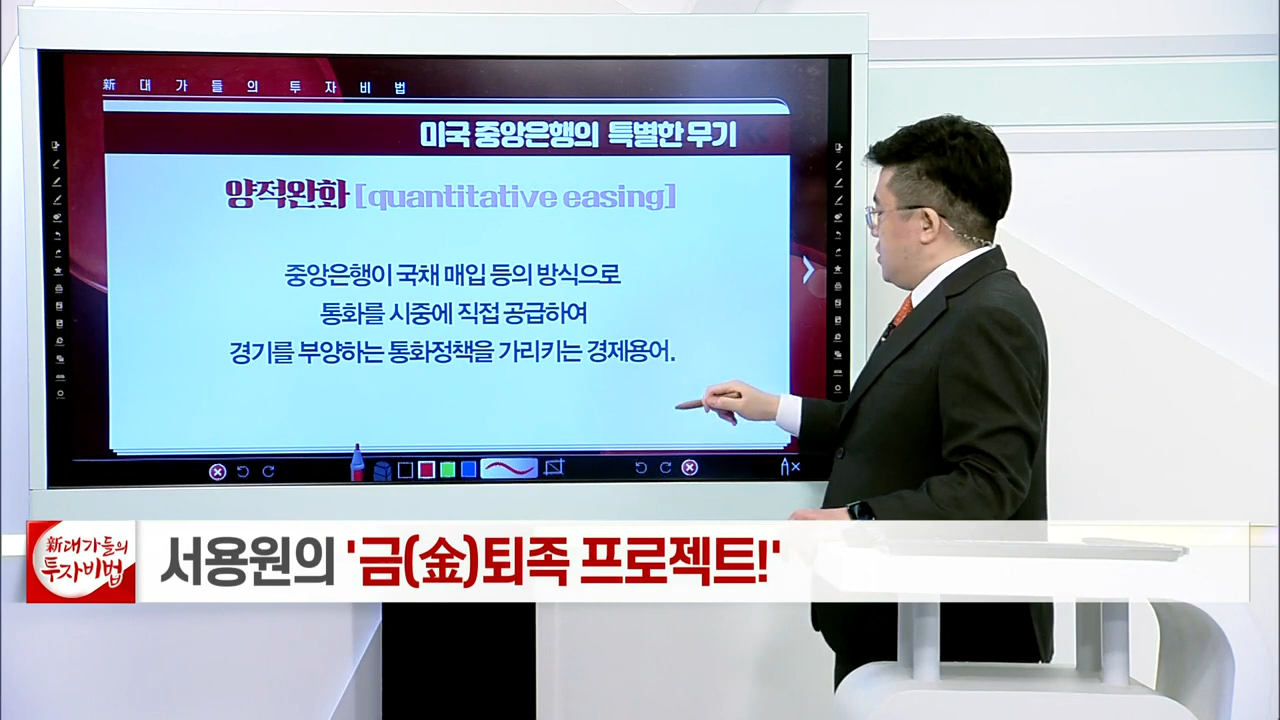 新대가들의 투자비법
미국 중앙은행의 특별한 무기
양적완화 [quantitative easing]
중앙은행이 국채 매입 등의 방식으로
통화를 시중에 직접 공급하여
경기를 부양하는 통화정책을 가리키는 경제용어.
新대가들의
투자비법
서용원의 '금(金)퇴족 프로젝트!'